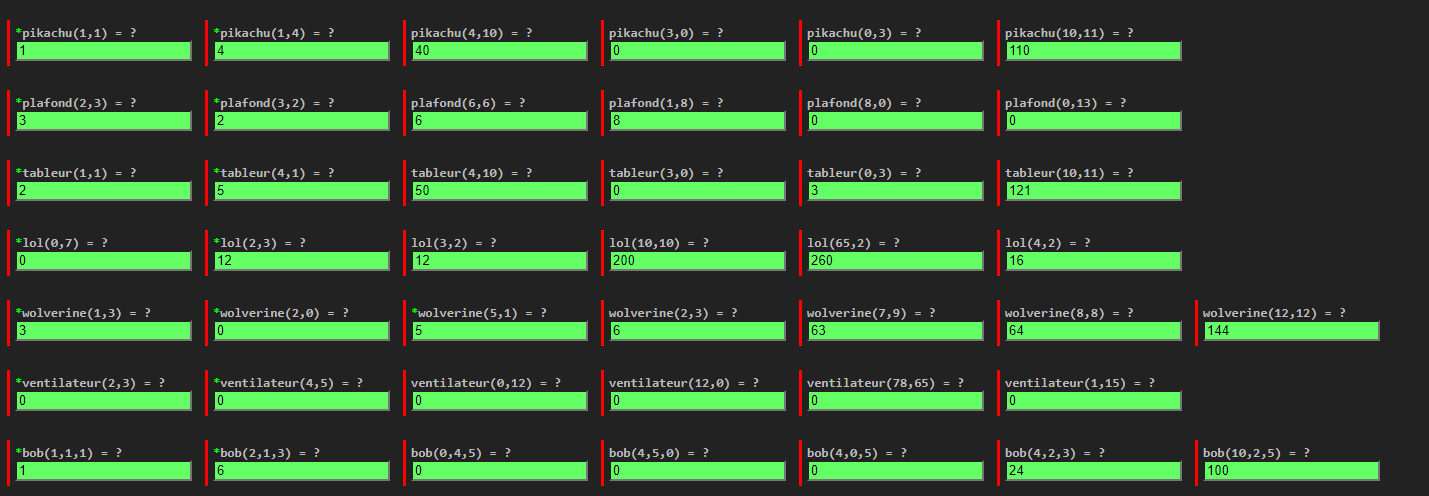 *pikachu(1,1) = ? *pikachu(1,4) = ? pikachu(4,10) = ? pikachu(3,0) = ? pikachu(0,3) = ? pikachu(10,11) = ?
1 4 40 0 0 110
*plafond(2,3) = ? *plafond(3,2) = ? plafond(6,6) = ? plafond(1,8) = ? plafond(8,0) = ? plafond(0,13) = ?
3 2 6 8 0 0
*tableur(1,1) = ? *tableur(4,1) = ? tableur(4,10) = ? tableur(3,0) = ? tableur(0,3) = ? tableur(10,11) = ?
2 5 50 0 3 121
*lol(0,7) = ? *lol(2,3) = ? lol(3,2) = ? lol(10,10) = ? lol(65,2) = ? lol(4,2) = ?
0 12 12 200 260 16
*wolverine(1,3) = ? *wolverine(2,0) = ? *wolverine(5,1) = ? wolverine(2,3) = ? wolverine(7,9) = ? wolverine(8,8) = ? wolverine(12,12) = ?
3 0 5 6 63 64 144
*ventilateur(2,3) = ? *ventilateur(4,5) = ? ventilateur(0,12) = ? ventilateur(12,0) = ? ventilateur(78,65) = ? ventilateur(1,15) = ?
0 0 0 0 0 0
*bob(1,1,1) = ? *bob(2,1,3) = ? bob(0,4,5) = ? bob(4,5,0) = ? bob(4,0,5) = ? bob(4,2,3) = ? bob(10,2,5) = ?
1 6 0 0 0 24 100